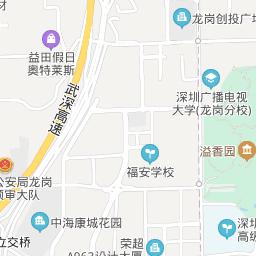 龙岗创投广场
益田假日
奥特莱斯
武深高速
深圳广播电视
大学(龙岗分校)
溢香园
福安学校
公安局龙岗
预审大队
中海康城花园
立交桥
深圳
高级
荣超